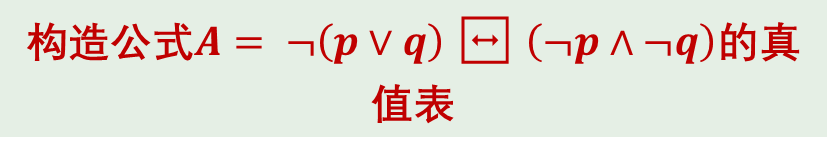 构造公式A = ¬(p ∨ q) ↔ (¬p ∧ ¬q)的真
值表